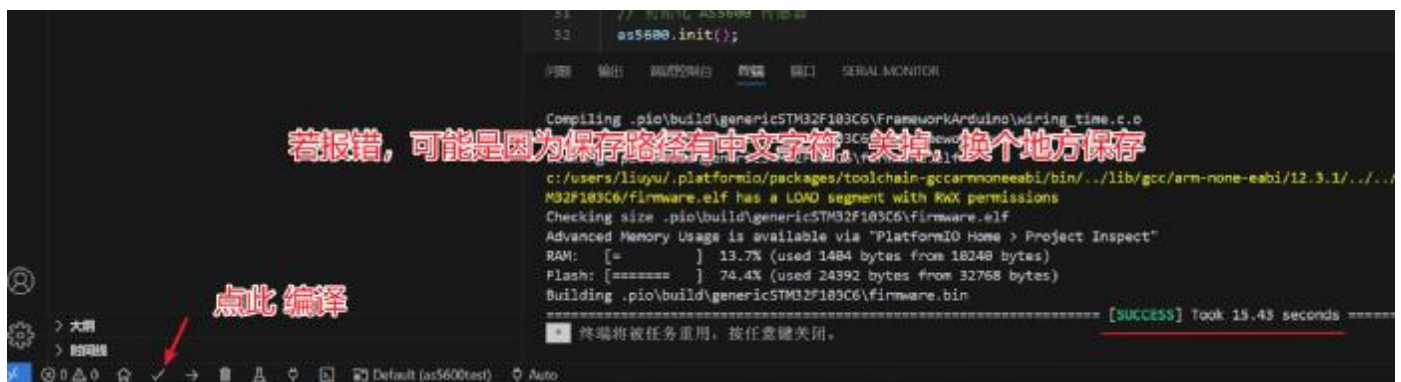 31 // 初始化 AS5600 传感器
32 as5600.init();
问题 输出 调试控制台 终端 端口 SERIAL MONITOR
Compiling .pio\build\genericSTM32F103C6\FrameworkArduino\wiring_time.c.o
若报错，可能是因为保存路径有中文字符，关掉，换个地方保存
c:/users/liuyu/.platformio/packages/toolchain-gccarmnoneeabi/bin/../lib/gcc/arm-none-eabi/12.3.1/../../
M32F103C6/firmware.elf has a LOAD segment with RWX permissions
Checking size .pio\build\genericSTM32F103C6\firmware.elf
Advanced Memory Usage is available via "PlatformIO Home > Project Inspect"
RAM: [= ] 13.7% (used 1404 bytes from 10240 bytes)
Flash: [======= ] 74.4% (used 24392 bytes from 32768 bytes)
Building .pio\build\genericSTM32F103C6\firmware.bin
[SUCCESS] Took 15.43 seconds
点此 编译
* 终端将被任务重用，按任意键关闭。
> 大纲
> 时间线
0 0 Default (as5600test) Auto